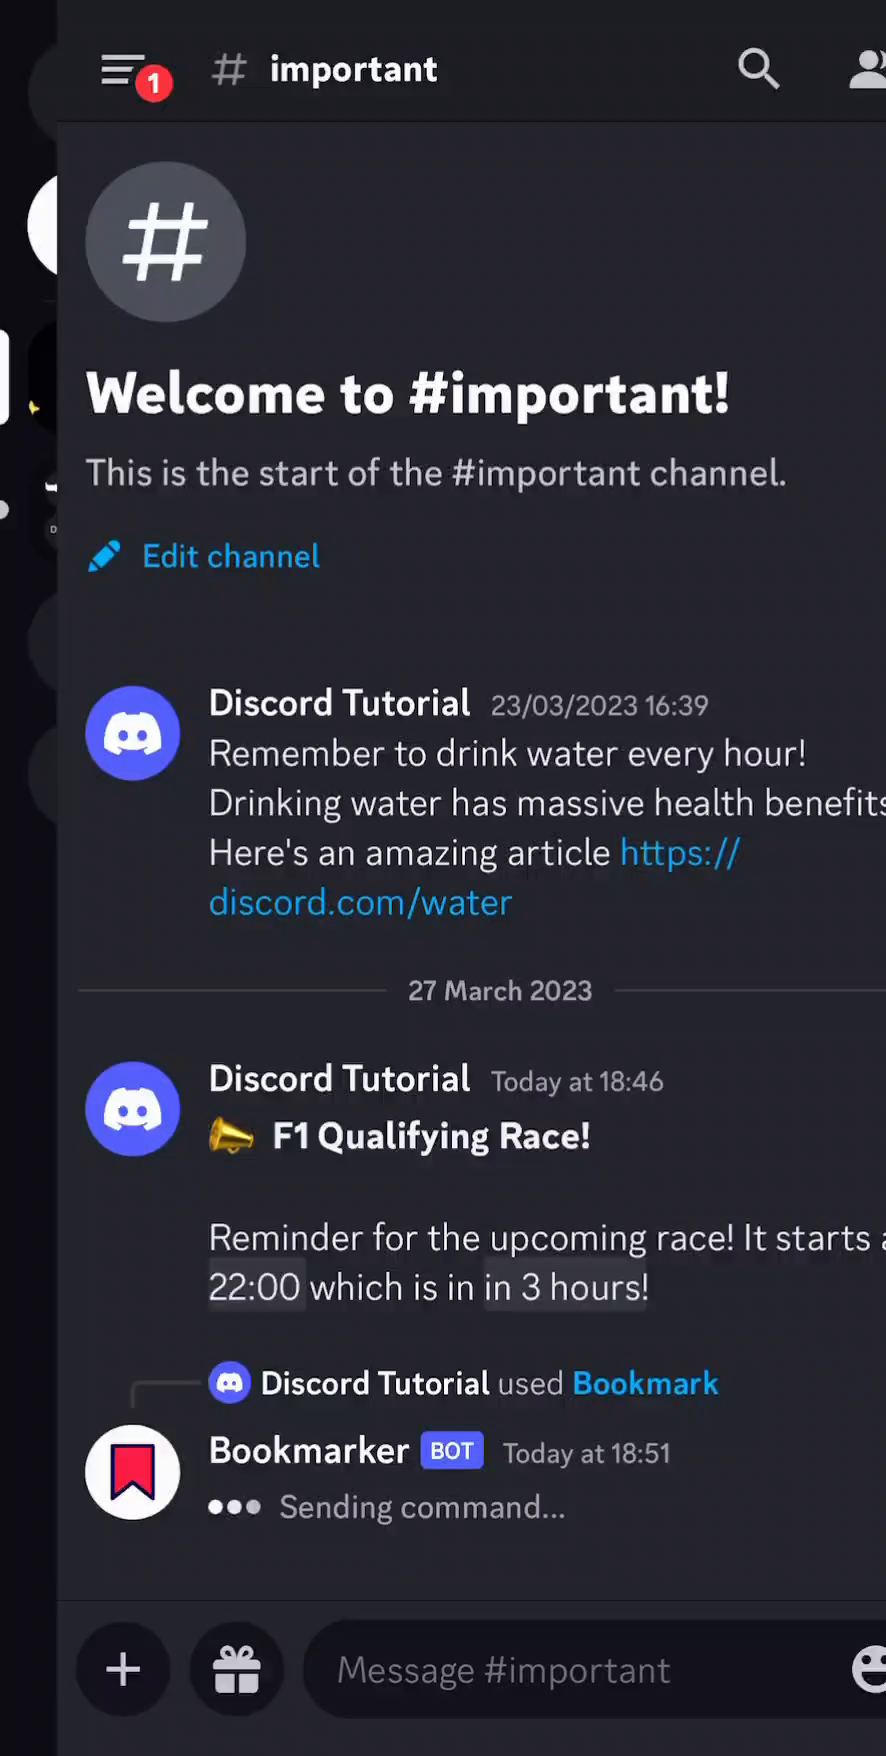 1
# important
Welcome to #important!
This is the start of the #important channel.
Edit channel
Discord Tutorial 23/03/2023 16:39
Remember to drink water every hour!
Drinking water has massive health benefits
Here's an amazing article https://
discord.com/water
27 March 2023
Discord Tutorial Today at 18:46
F1 Qualifying Race!
Reminder for the upcoming race! It starts
22:00 which is in in 3 hours!
Discord Tutorial used Bookmark
Bookmarker BOT Today at 18:51
Sending command...
Message #important